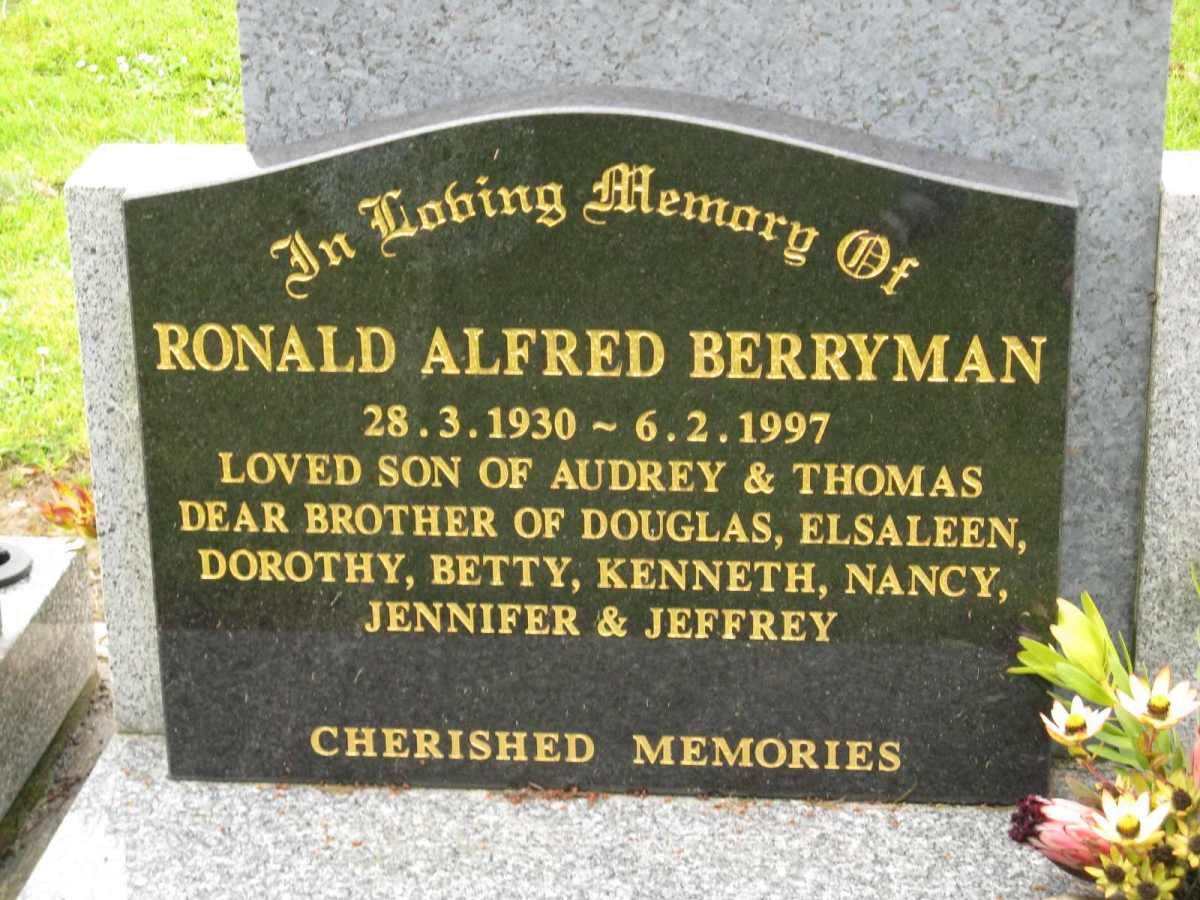 In Loving Memory Of
RONALD ALFRED BERRYMAN
28.3.1930 ~ 6.2.1997
LOVED SON OF AUDREY & THOMAS
DEAR BROTHER OF DOUGLAS, ELSALEEN,
DOROTHY, BETTY, KENNETH, NANCY,
JENNIFER & JEFFREY
CHERISHED MEMORIES